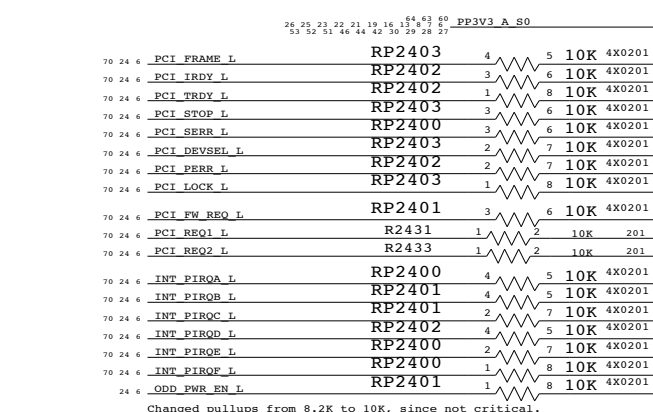 64 63 60
26 25 23 22 21 19 16 13 8 7 6 PP3V3_A_S0
53 52 51 46 44 42 30 29 28 27
70 24 6 PCI_FRAME_L RP2403 4 5 10K 4X0201
70 24 6 PCI_IRDY_L RP2402 3 6 10K 4X0201
70 24 6 PCI_TRDY_L RP2402 1 8 10K 4X0201
70 24 6 PCI_STOP_L RP2403 3 6 10K 4X0201
70 24 6 PCI_SERR_L RP2400 3 6 10K 4X0201
70 24 6 PCI_DEVSEL_L RP2403 2 7 10K 4X0201
70 24 6 PCI_PERR_L RP2402 2 7 10K 4X0201
70 24 6 PCI_LOCK_L RP2403 1 8 10K 4X0201
70 24 6 PCI_FW_REQ_L RP2401 3 6 10K 4X0201
70 24 6 PCI_REQ1_L R2431 1 2 10K 201
70 24 6 PCI_REQ2_L R2433 1 2 10K 201
70 24 6 INT_PIRQA_L RP2400 4 5 10K 4X0201
70 24 6 INT_PIRQB_L RP2401 4 5 10K 4X0201
70 24 6 INT_PIRQC_L RP2401 2 7 10K 4X0201
70 24 6 INT_PIRQD_L RP2402 4 5 10K 4X0201
70 24 6 INT_PIRQE_L RP2400 2 7 10K 4X0201
70 24 6 INT_PIRQF_L RP2400 1 8 10K 4X0201
24 6 ODD_PWR_EN_L RP2401 1 8 10K 4X0201
Changed pullups from 8.2K to 10K, since not critical.